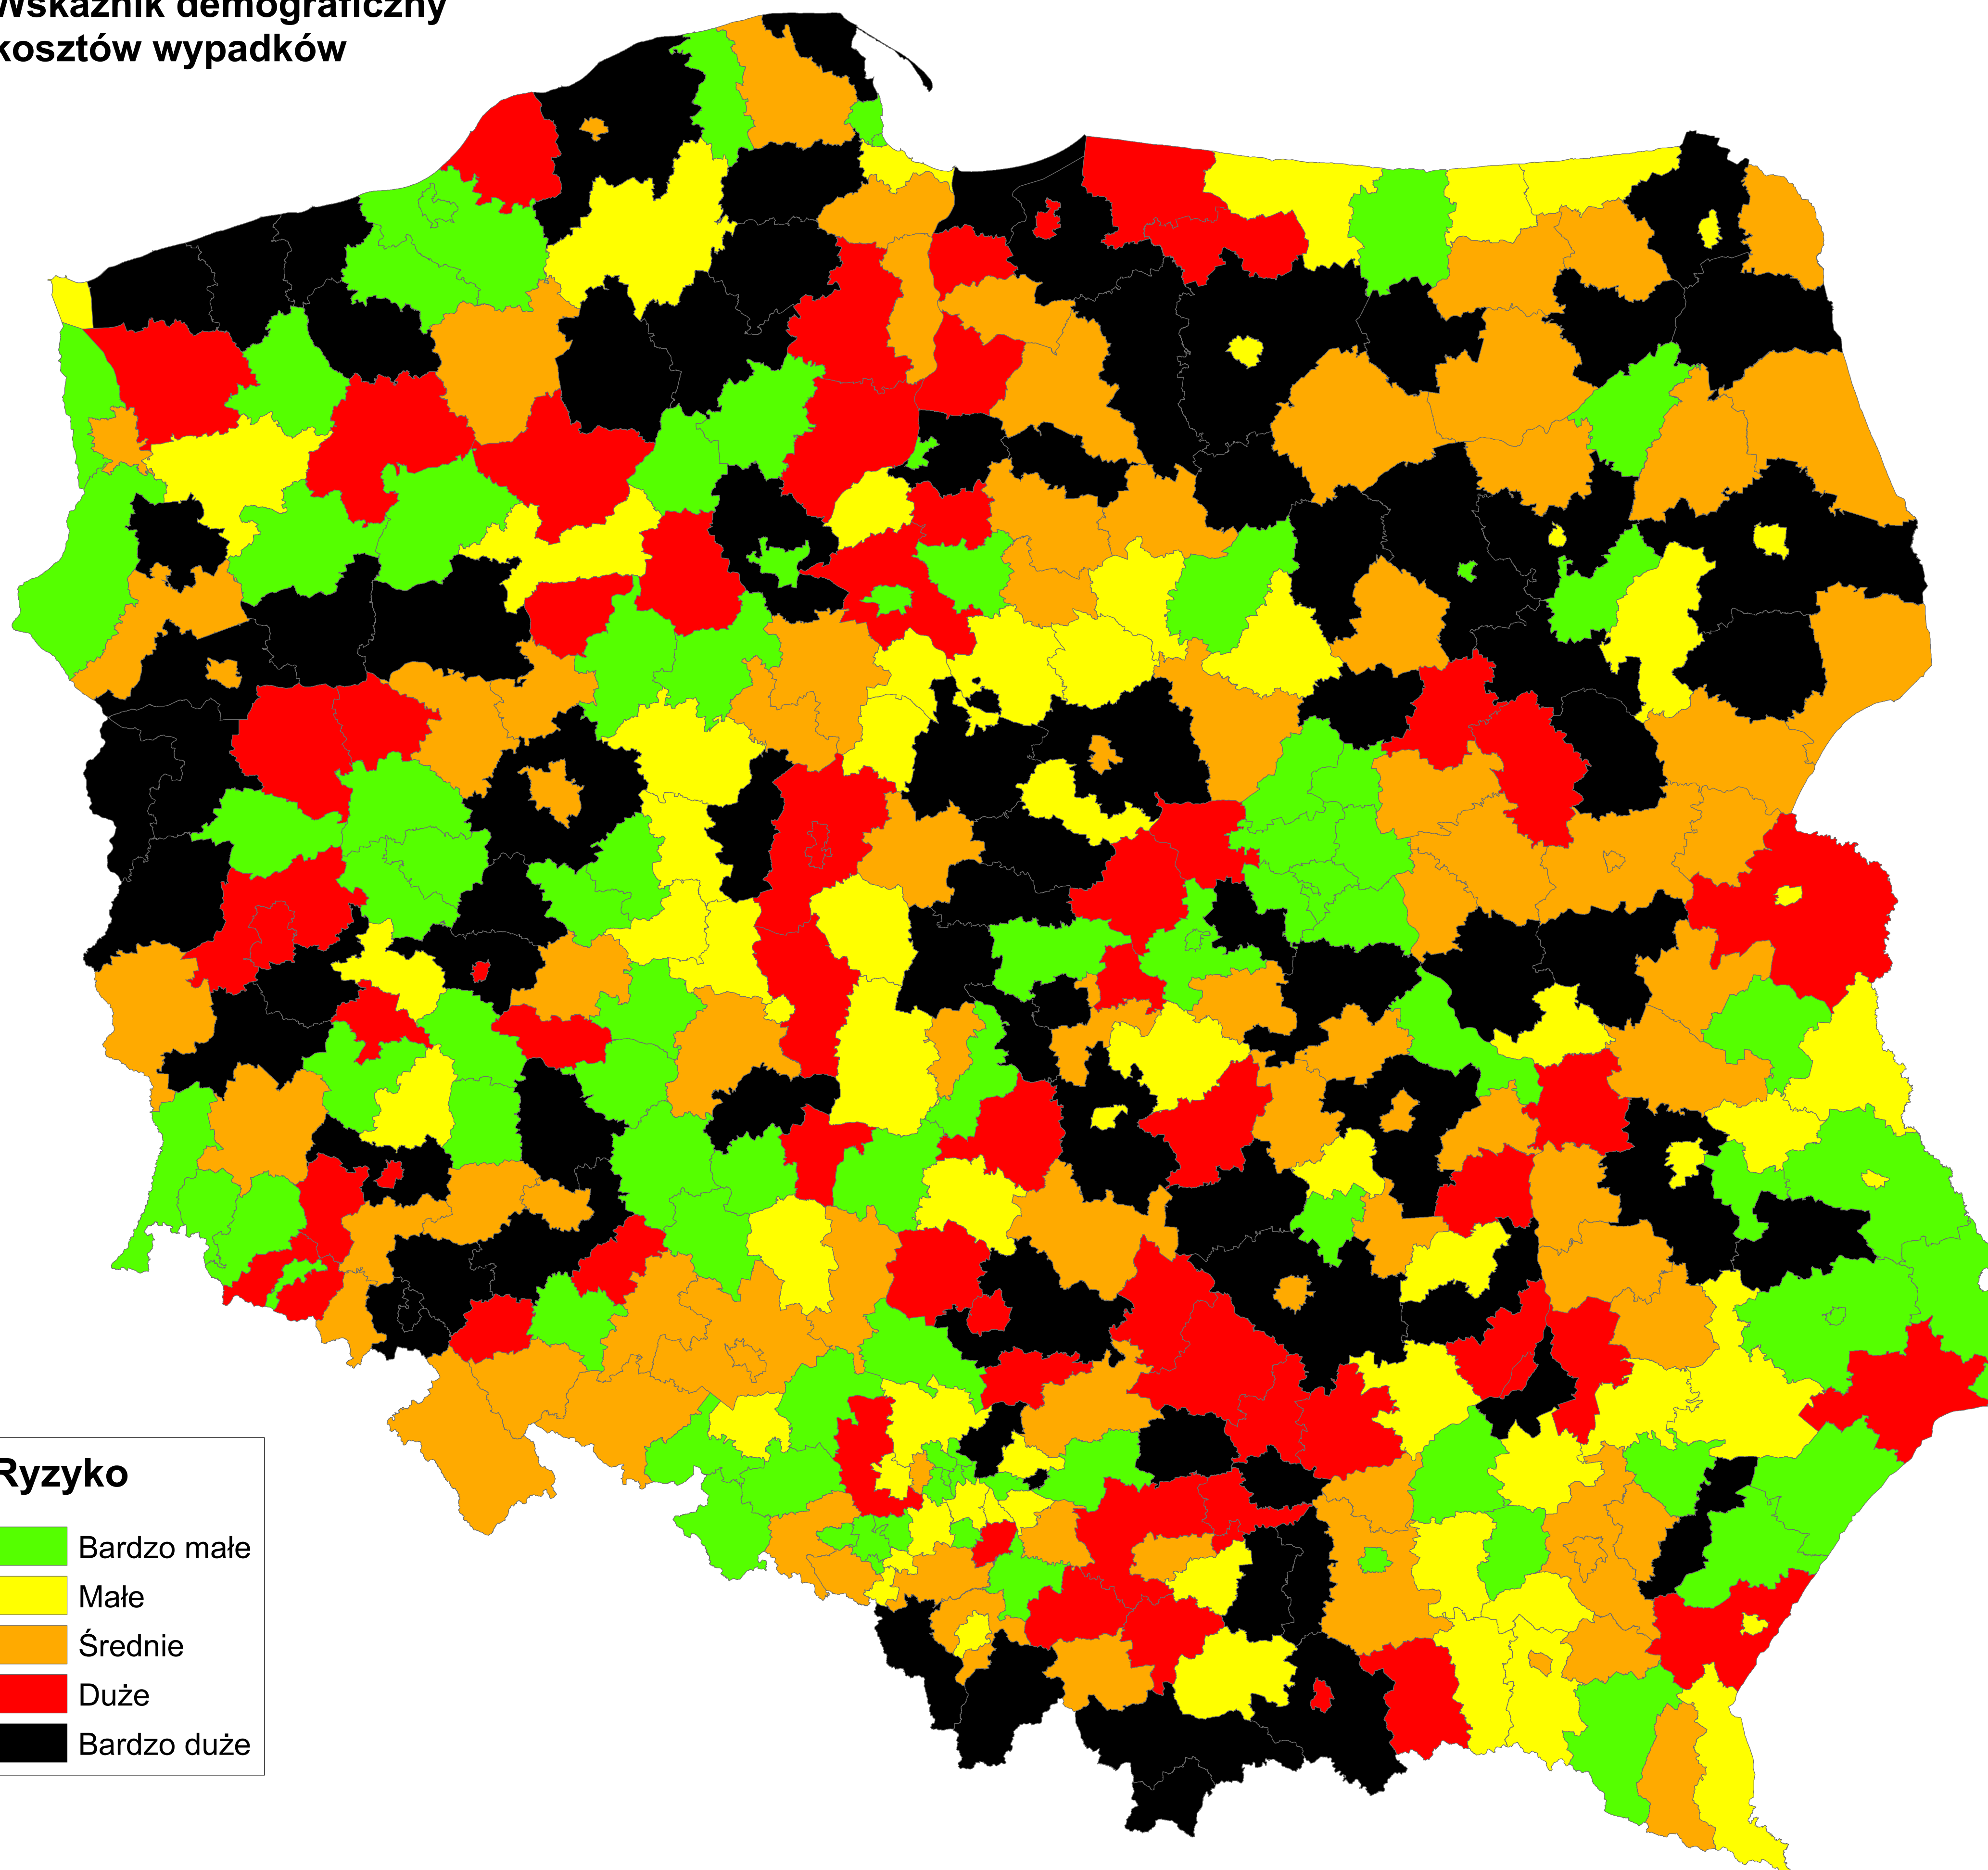 Wskaźnik demograficzny
kosztów wypadków
Ryzyko
Bardzo małe
Małe
Średnie
Duże
Bardzo duże